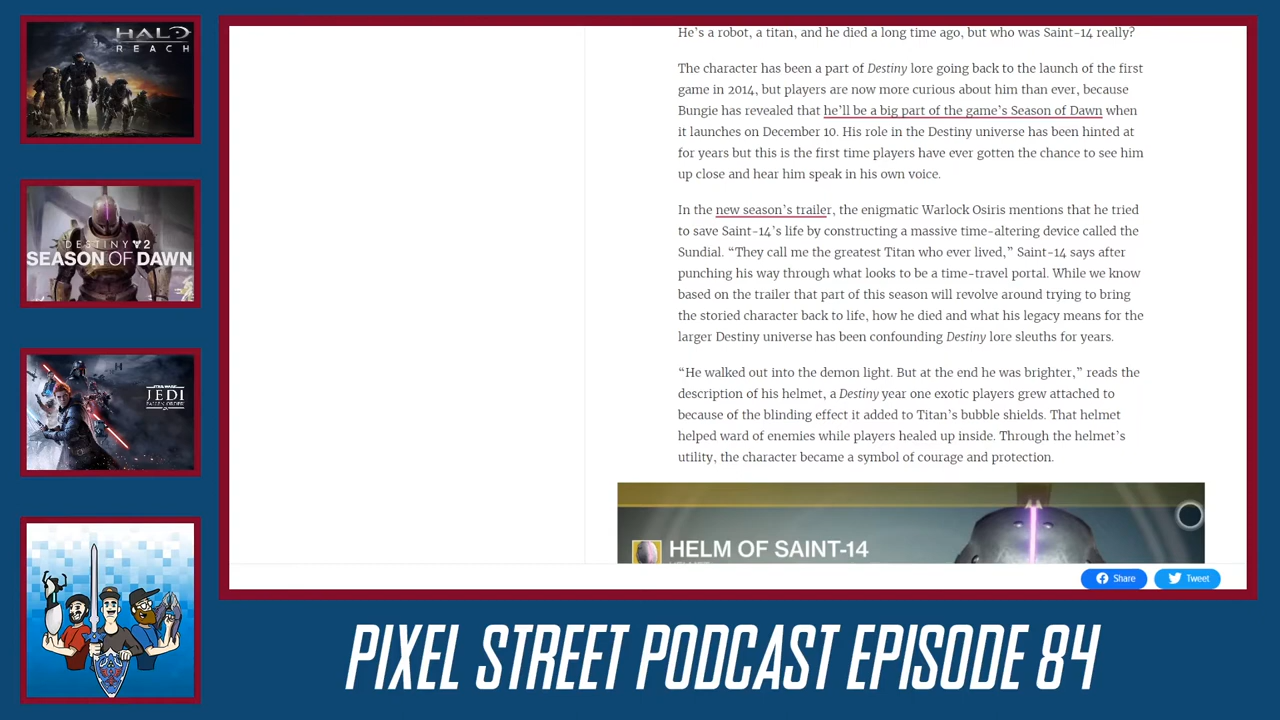 HALO
REACH
DESTINY 2
SEASON OF DAWN
STAR WARS
JEDI
FALLEN ORDER
He's a robot, a titan, and he died a long time ago, but who was Saint-14 really?
The character has been a part of Destiny lore going back to the launch of the first
game in 2014, but players are now more curious about him than ever, because
Bungie has revealed that he'll be a big part of the game's Season of Dawn when
it launches on December 10. His role in the Destiny universe has been hinted at
for years but this is the first time players have ever gotten the chance to see him
up close and hear him speak in his own voice.
In the new season's trailer, the enigmatic Warlock Osiris mentions that he tried
to save Saint-14's life by constructing a massive time-altering device called the
Sundial. “They call me the greatest Titan who ever lived,” Saint-14 says after
punching his way through what looks to be a time-travel portal. While we know
based on the trailer that part of this season will revolve around trying to bring
the storied character back to life, how he died and what his legacy means for the
larger Destiny universe has been confounding Destiny lore sleuths for years.
“He walked out into the demon light. But at the end he was brighter,” reads the
description of his helmet, a Destiny year one exotic players grew attached to
because of the blinding effect it added to Titan's bubble shields. That helmet
helped ward of enemies while players healed up inside. Through the helmet's
utility, the character became a symbol of courage and protection.
HELM OF SAINT-14
Share
Tweet
PIXEL STREET PODCAST EPISODE 84